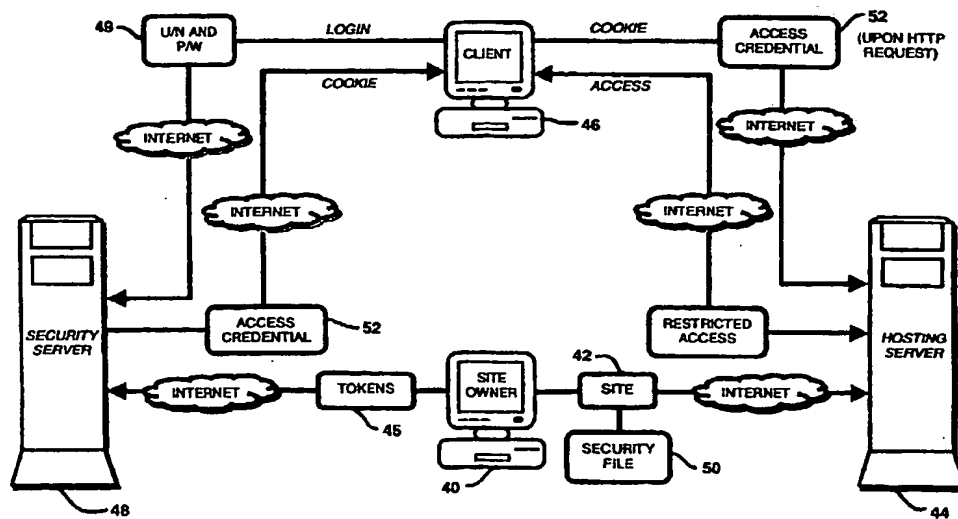 49
U/N AND
P/W
LOGIN
CLIENT
COOKIE
ACCESS
CREDENTIAL
52
(UPON HTTP
REQUEST)
COOKIE
ACCESS
46
INTERNET
INTERNET
INTERNET
INTERNET
SECURITY
SERVER
ACCESS
CREDENTIAL
52
RESTRICTED
ACCESS
HOSTING
SERVER
INTERNET
TOKENS
45
SITE
OWNER
42
SITE
INTERNET
SECURITY
FILE
50
40
48
44